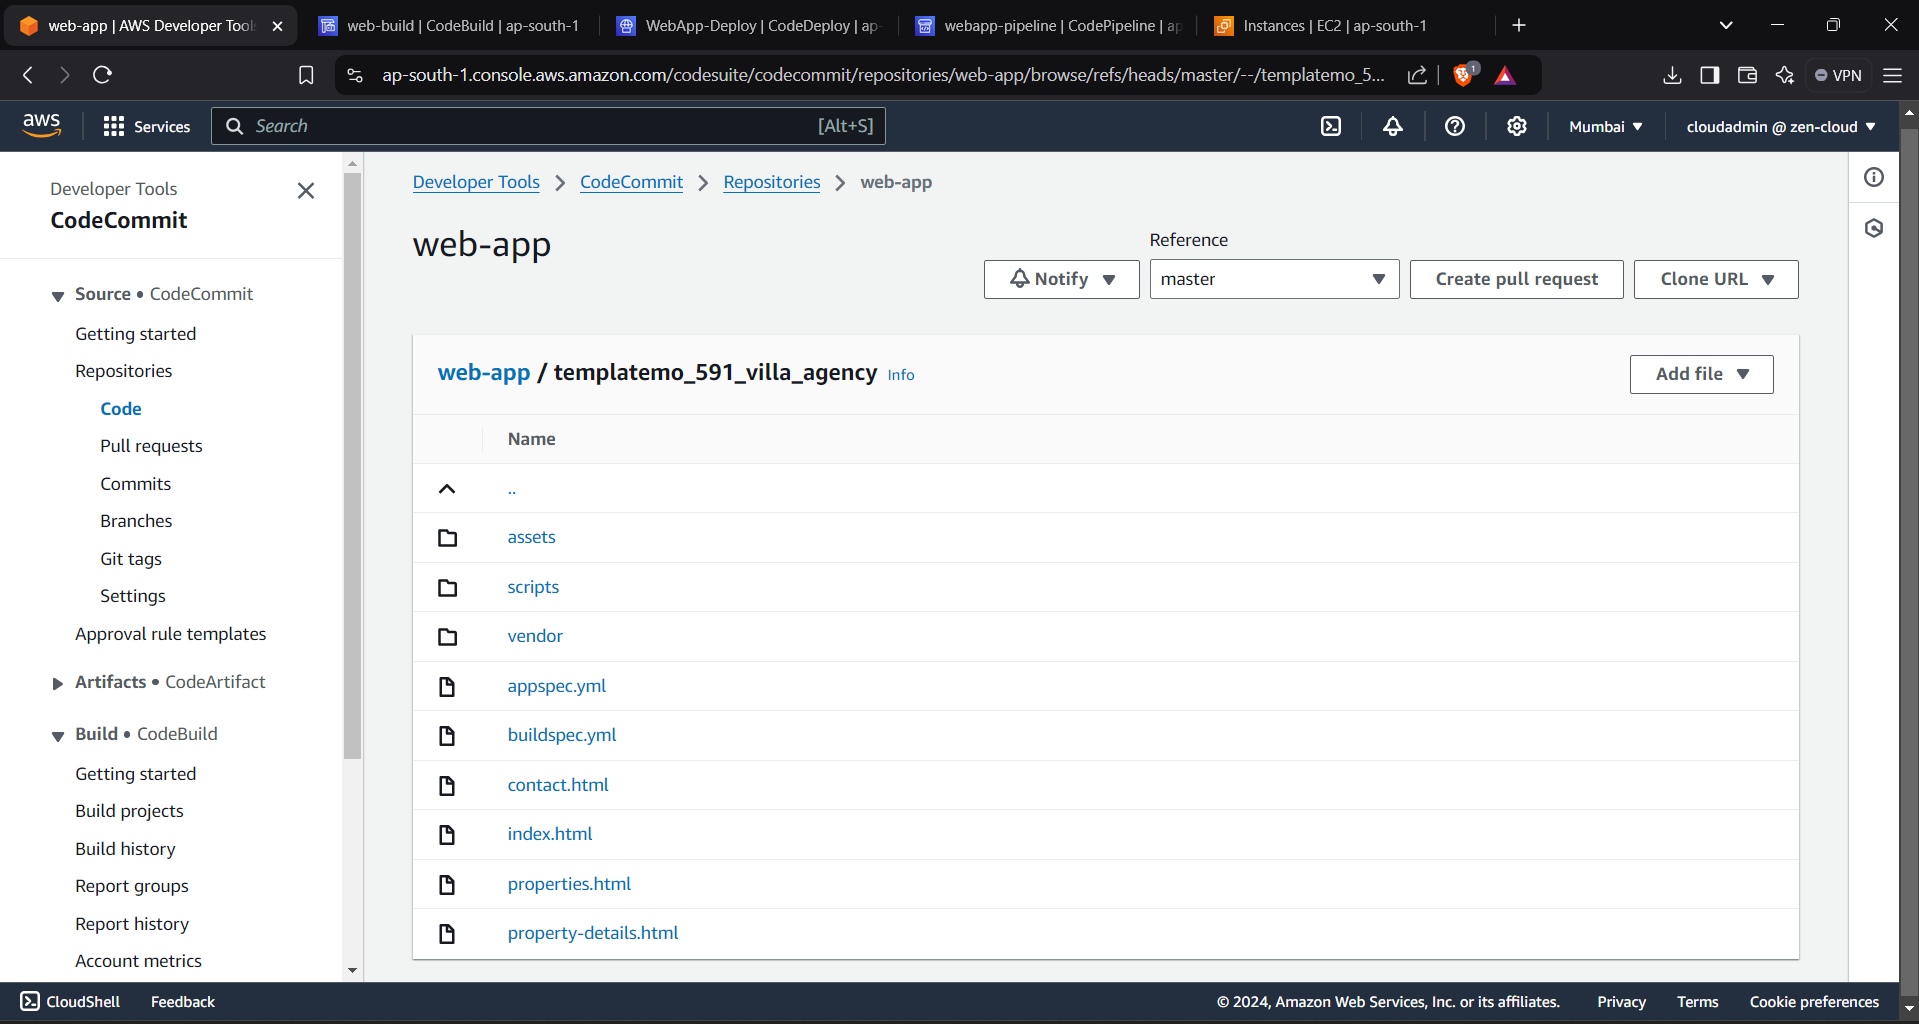 web-app | AWS Developer Tool
web-build | CodeBuild | ap-south-1
WebApp-Deploy | CodeDeploy | ap-
webapp-pipeline | CodePipeline | ap
Instances | EC2 | ap-south-1
ap-south-1.console.aws.amazon.com/codesuite/codecommit/repositories/web-app/browse/refs/heads/master/--/templatemo_5...
1
VPN
aws
Services
Search
[Alt+S]
Mumbai
cloudadmin @ zen-cloud
Developer Tools
CodeCommit
Source • CodeCommit
Getting started
Repositories
Code
Pull requests
Commits
Branches
Git tags
Settings
Approval rule templates
Artifacts • CodeArtifact
Build • CodeBuild
Getting started
Build projects
Build history
Report groups
Report history
Account metrics
Developer Tools
CodeCommit
Repositories
web-app
web-app
Reference
Notify
master
Create pull request
Clone URL
web-app / templatemo_591_villa_agency Info
Add file
Name
..
assets
scripts
vendor
appspec.yml
buildspec.yml
contact.html
index.html
properties.html
property-details.html
CloudShell
Feedback
© 2024, Amazon Web Services, Inc. or its affiliates.
Privacy
Terms
Cookie preferences